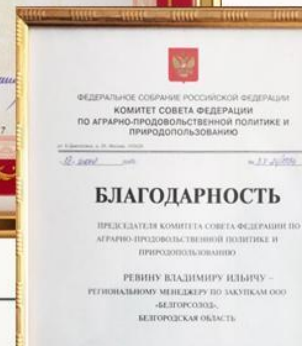 ФЕДЕРАЛЬНОЕ СОБРАНИЕ РОССИЙСКОЙ ФЕДЕРАЦИИ
КОМИТЕТ СОВЕТА ФЕДЕРАЦИИ
ПО АГРАРНО-ПРОДОВОЛЬСТВЕННОЙ ПОЛИТИКЕ И
ПРИРОДОПОЛЬЗОВАНИЮ
БЛАГОДАРНОСТЬ
ПРЕДСЕДАТЕЛЯ КОМИТЕТА СОВЕТА ФЕДЕРАЦИИ ПО
АГРАРНО-ПРОДОВОЛЬСТВЕННОЙ ПОЛИТИКЕ И
ПРИРОДОПОЛЬЗОВАНИЮ
РЕВИНУ ВЛАДИМИРУ ИЛЬИЧУ –
РЕГИОНАЛЬНОМУ МЕНЕДЖЕРУ ПО ЗАКУПКАМ ООО
«БЕЛГОРСОЛОД»,
БЕЛГОРОДСКАЯ ОБЛАСТЬ